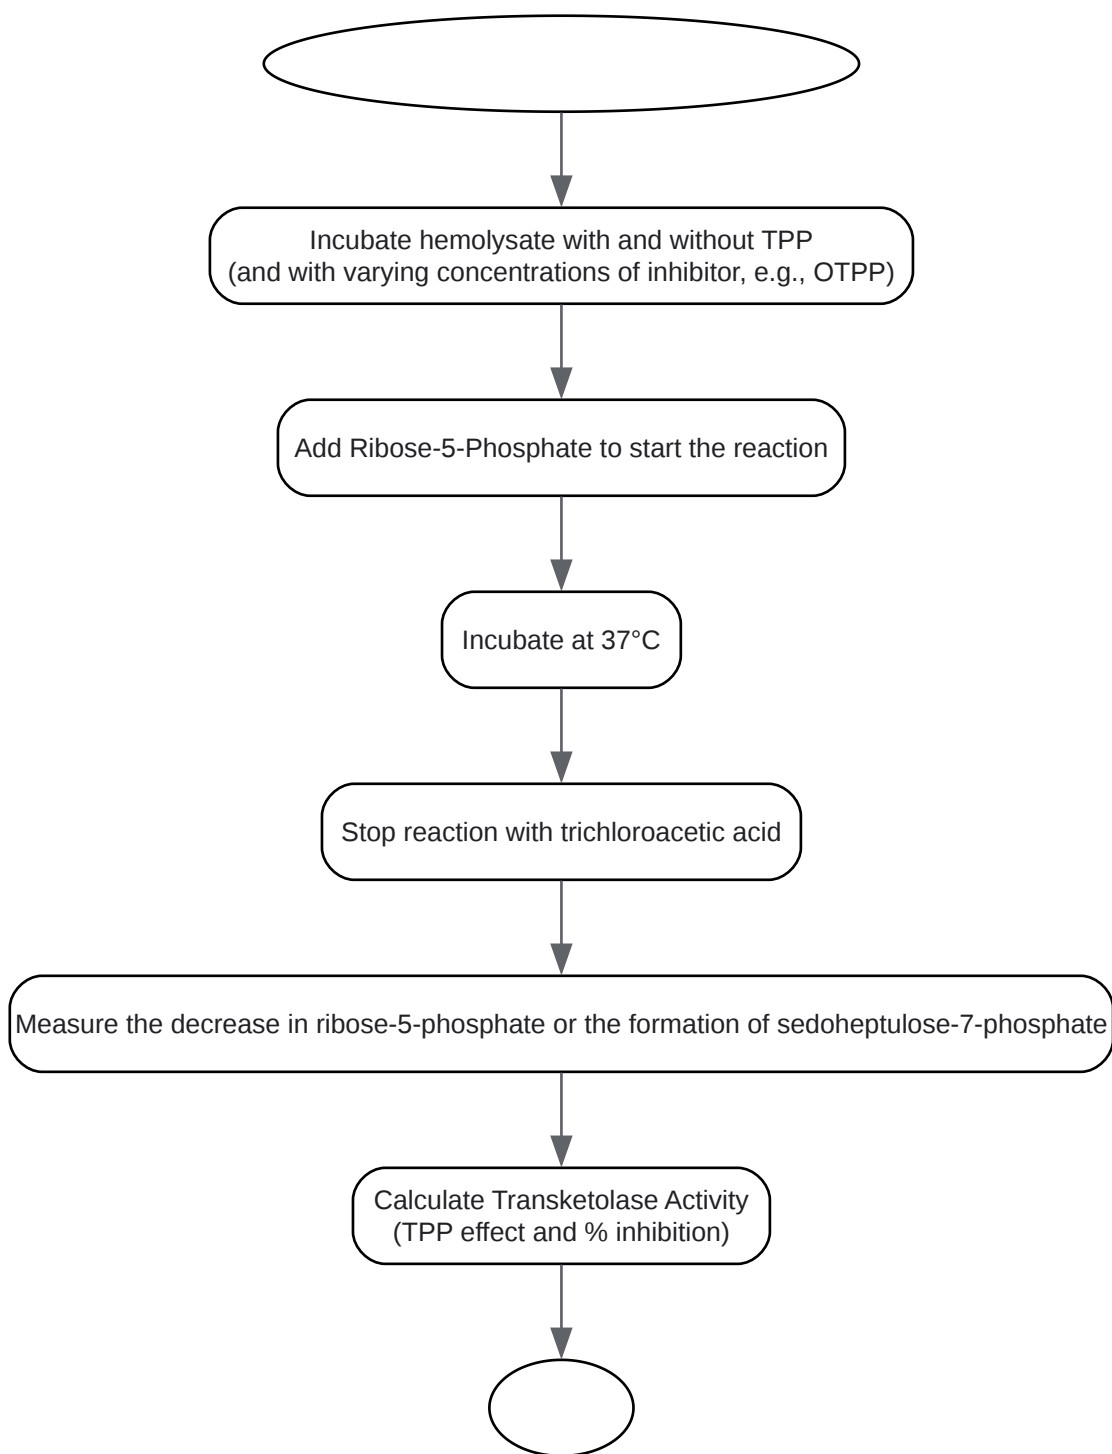 Incubate hemolysate with and without TPP
(and with varying concentrations of inhibitor, e.g., OTPP)
Add Ribose-5-Phosphate to start the reaction
Incubate at 37°C
Stop reaction with trichloroacetic acid
Measure the decrease in ribose-5-phosphate or the formation of sedoheptulose-7-phosphate
Calculate Transketolase Activity
(TPP effect and % inhibition)